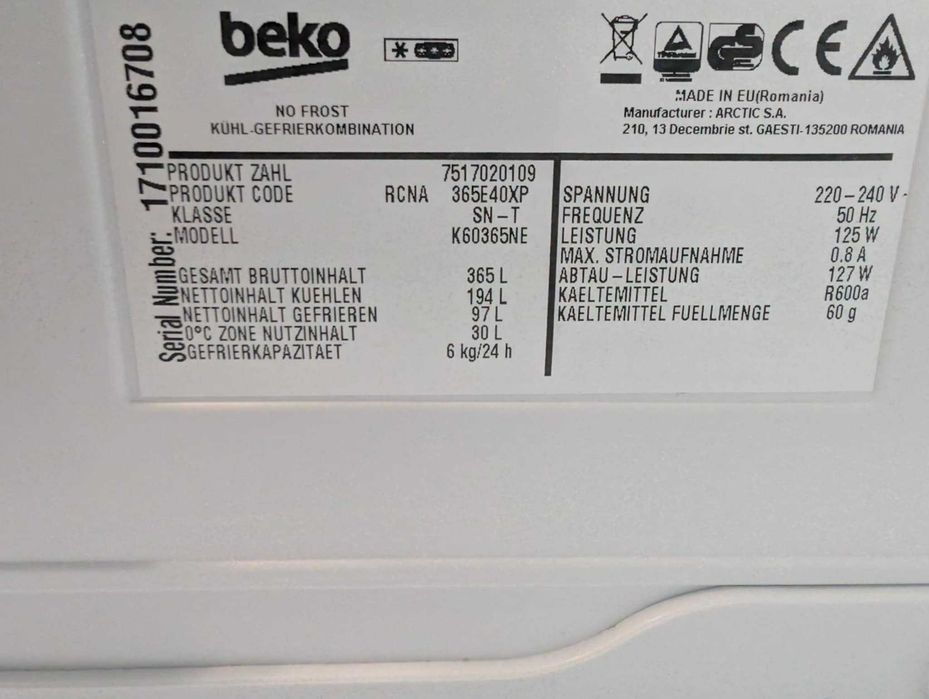 beko
NO FROST
KÜHL-GEFRIERKOMBINATION
MADE IN EU(Romania)
Manufacturer : ARCTIC S.A.
210, 13 Decembrie st. GAESTI-135200 ROMANIA
Serial Number: 1710016708
PRODUKT ZAHL 7517020109
PRODUKT CODE RCNA 365E40XP
KLASSE SN-T
MODELL K60365NE
GESAMT BRUTTOINHALT 365 L
NETTOINHALT KUEHLEN 194 L
NETTOINHALT GEFRIEREN 97 L
0°C ZONE NUTZINHALT 30 L
GEFRIERKAPAZITAET 6 kg/24 h
SPANNUNG 220-240 V~
FREQUENZ 50 Hz
LEISTUNG 125 W
MAX. STROMAUFNAHME 0.8 A
ABTAU-LEISTUNG 127 W
KAELTEMITTEL R600a
KAELTEMITTEL FUELLMENGE 60 g